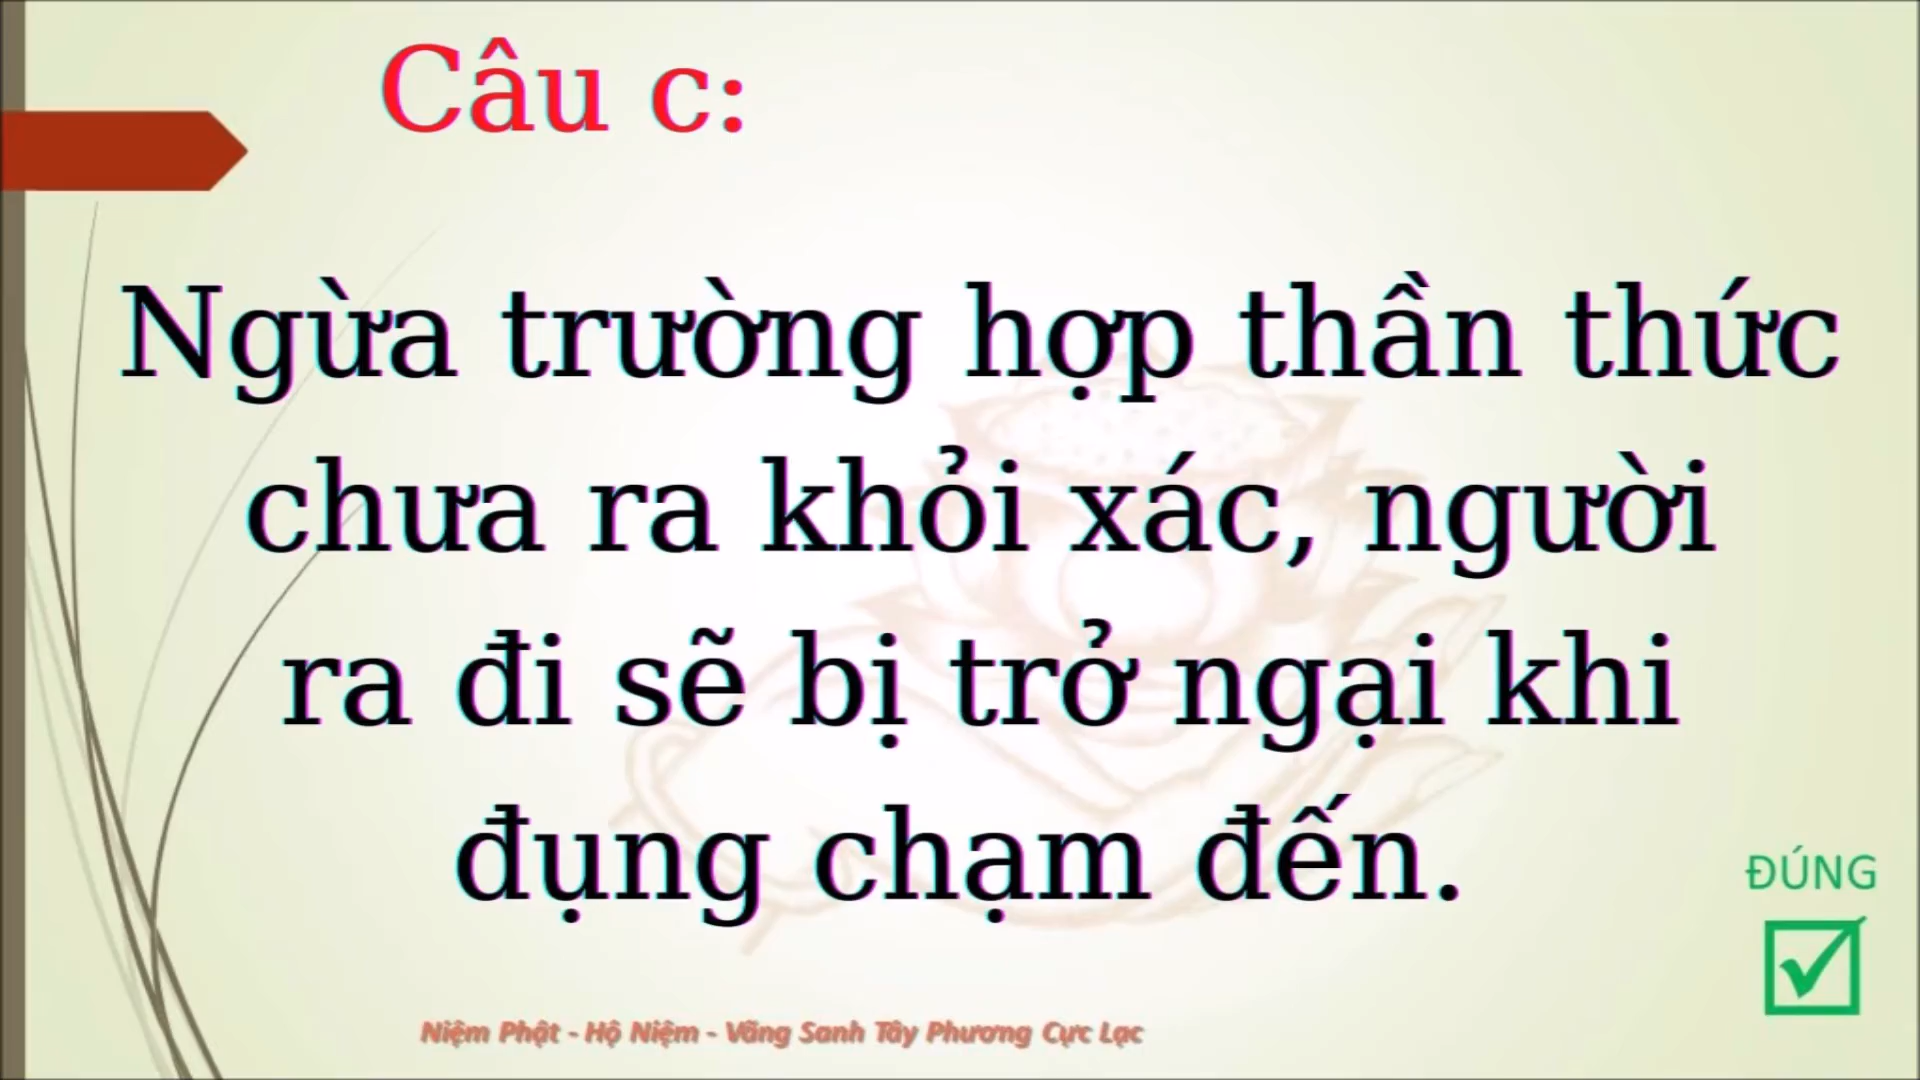 Câu c:
Ngừa trường hợp thần thức
chưa ra khỏi xác, người
ra đi sẽ bị trở ngại khi
đụng chạm đến.
ĐÚNG
Niệm Phật - Hộ Niệm - Vãng Sanh Tây Phương Cực Lạc